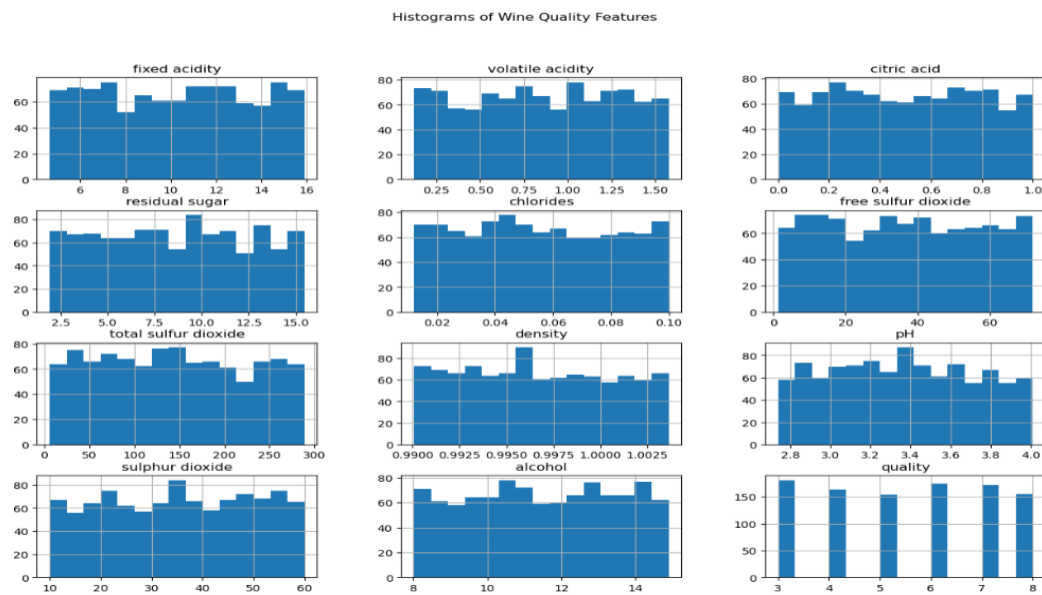 Histograms of Wine Quality Features
fixed acidity
volatile acidity
citric acid
0 20 40 60
6 8 10 12 14 16
0 20 40 60 80
0.25 0.50 0.75 1.00 1.25 1.50
0 20 40 60 80
0.0 0.2 0.4 0.6 0.8 1.0
residual sugar
chlorides
free sulfur dioxide
0 20 40 60 80
2.5 5.0 7.5 10.0 12.5 15.0
0 20 40 60 80
0.02 0.04 0.06 0.08 0.10
0 20 40 60
0 20 40 60
total sulfur dioxide
density
pH
0 20 40 60 80
0 50 100 150 200 250 300
0 20 40 60 80
0.9900 0.9925 0.9950 0.9975 1.0000 1.0025
0 20 40 60 80
2.8 3.0 3.2 3.4 3.6 3.8 4.0
sulphur dioxide
alcohol
quality
0 20 40 60 80
10 20 30 40 50 60
0 20 40 60 80
8 10 12 14
0 50 100 150
3 4 5 6 7 8